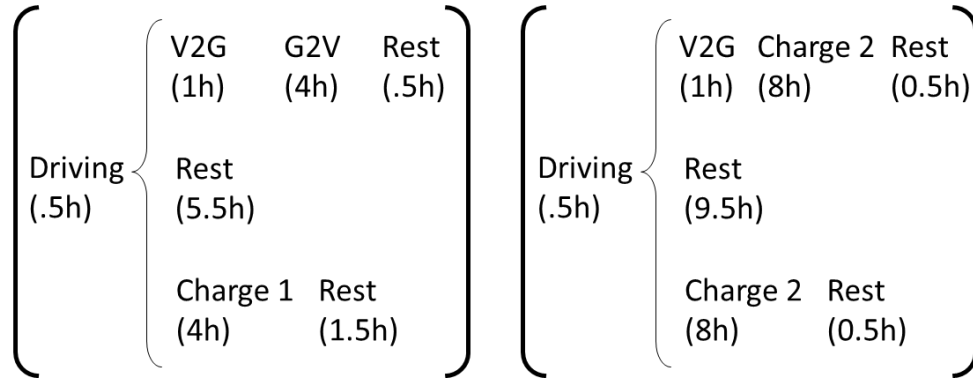 V2G G2V Rest
(1h) (4h) (.5h)
Driving
(.5h)
Rest
(5.5h)
Charge 1 Rest
(4h) (1.5h)
V2G Charge 2 Rest
(1h) (8h) (0.5h)
Driving
(.5h)
Rest
(9.5h)
Charge 2 Rest
(8h) (0.5h)